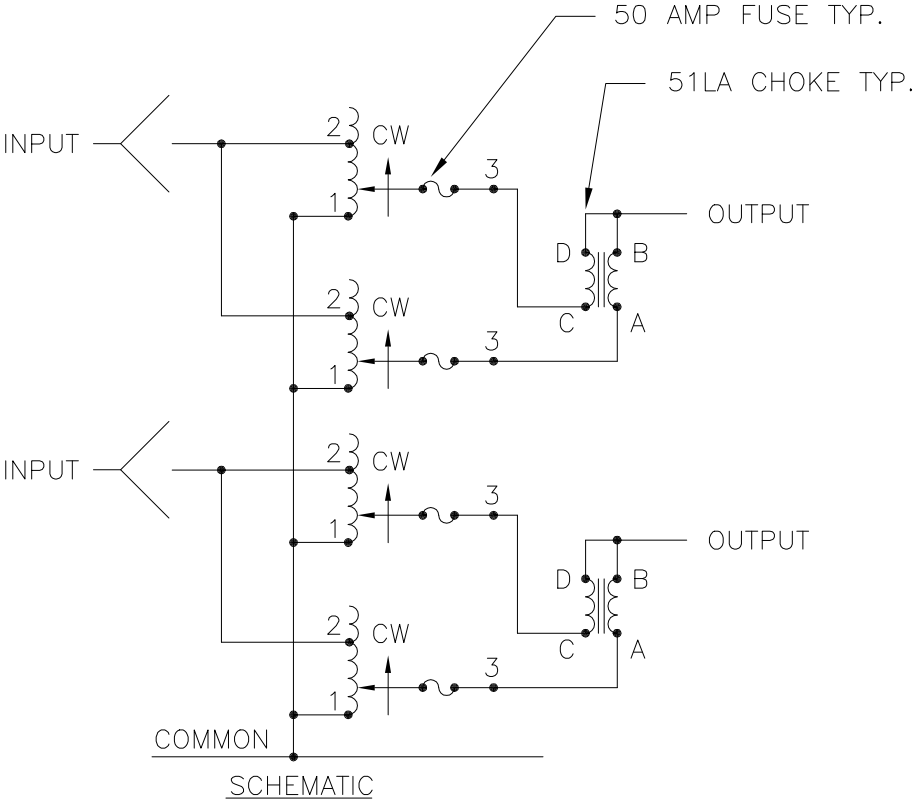 50 AMP FUSE TYP.
51LA CHOKE TYP.
INPUT
2
CW
1
3
D
B
OUTPUT
C
A
2
CW
1
3
INPUT
2
CW
1
3
D
B
OUTPUT
C
A
2
CW
1
3
COMMON
SCHEMATIC